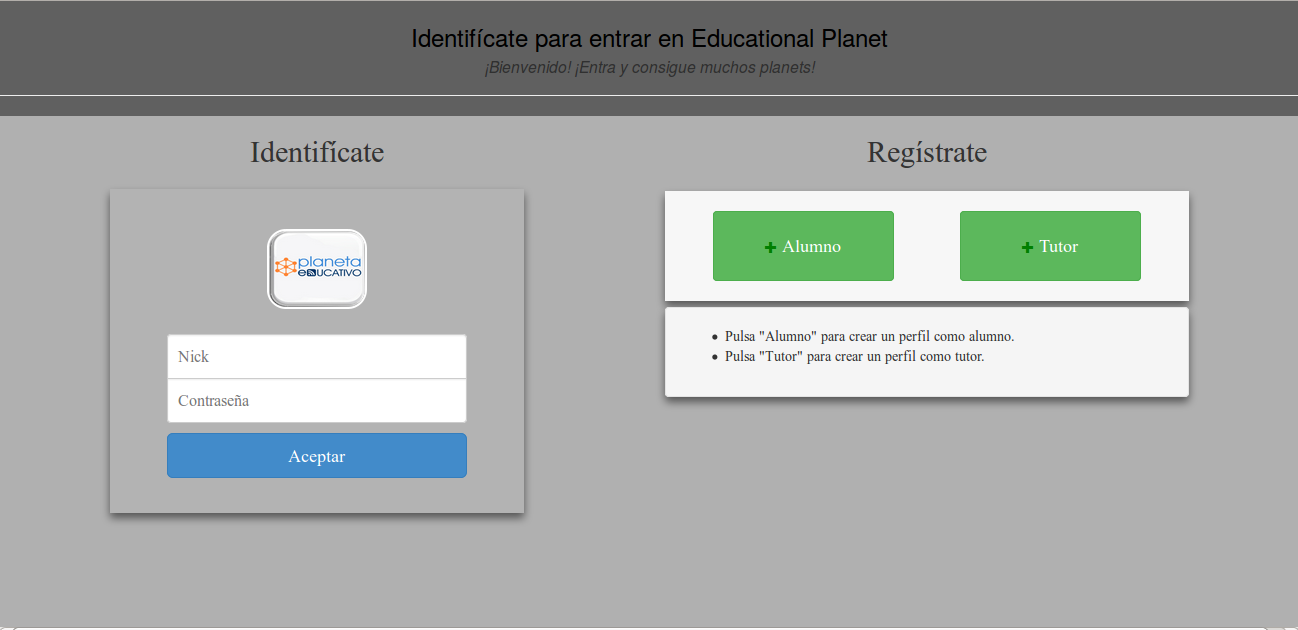 Identifícate para entrar en Educational Planet
¡Bienvenido! ¡Entra y consigue muchos planets!
Identifícate
planeta
eDUCATIVO
Nick
Contraseña
Aceptar
Regístrate
Alumno
Tutor
Pulsa "Alumno" para crear un perfil como alumno.
Pulsa "Tutor" para crear un perfil como tutor.